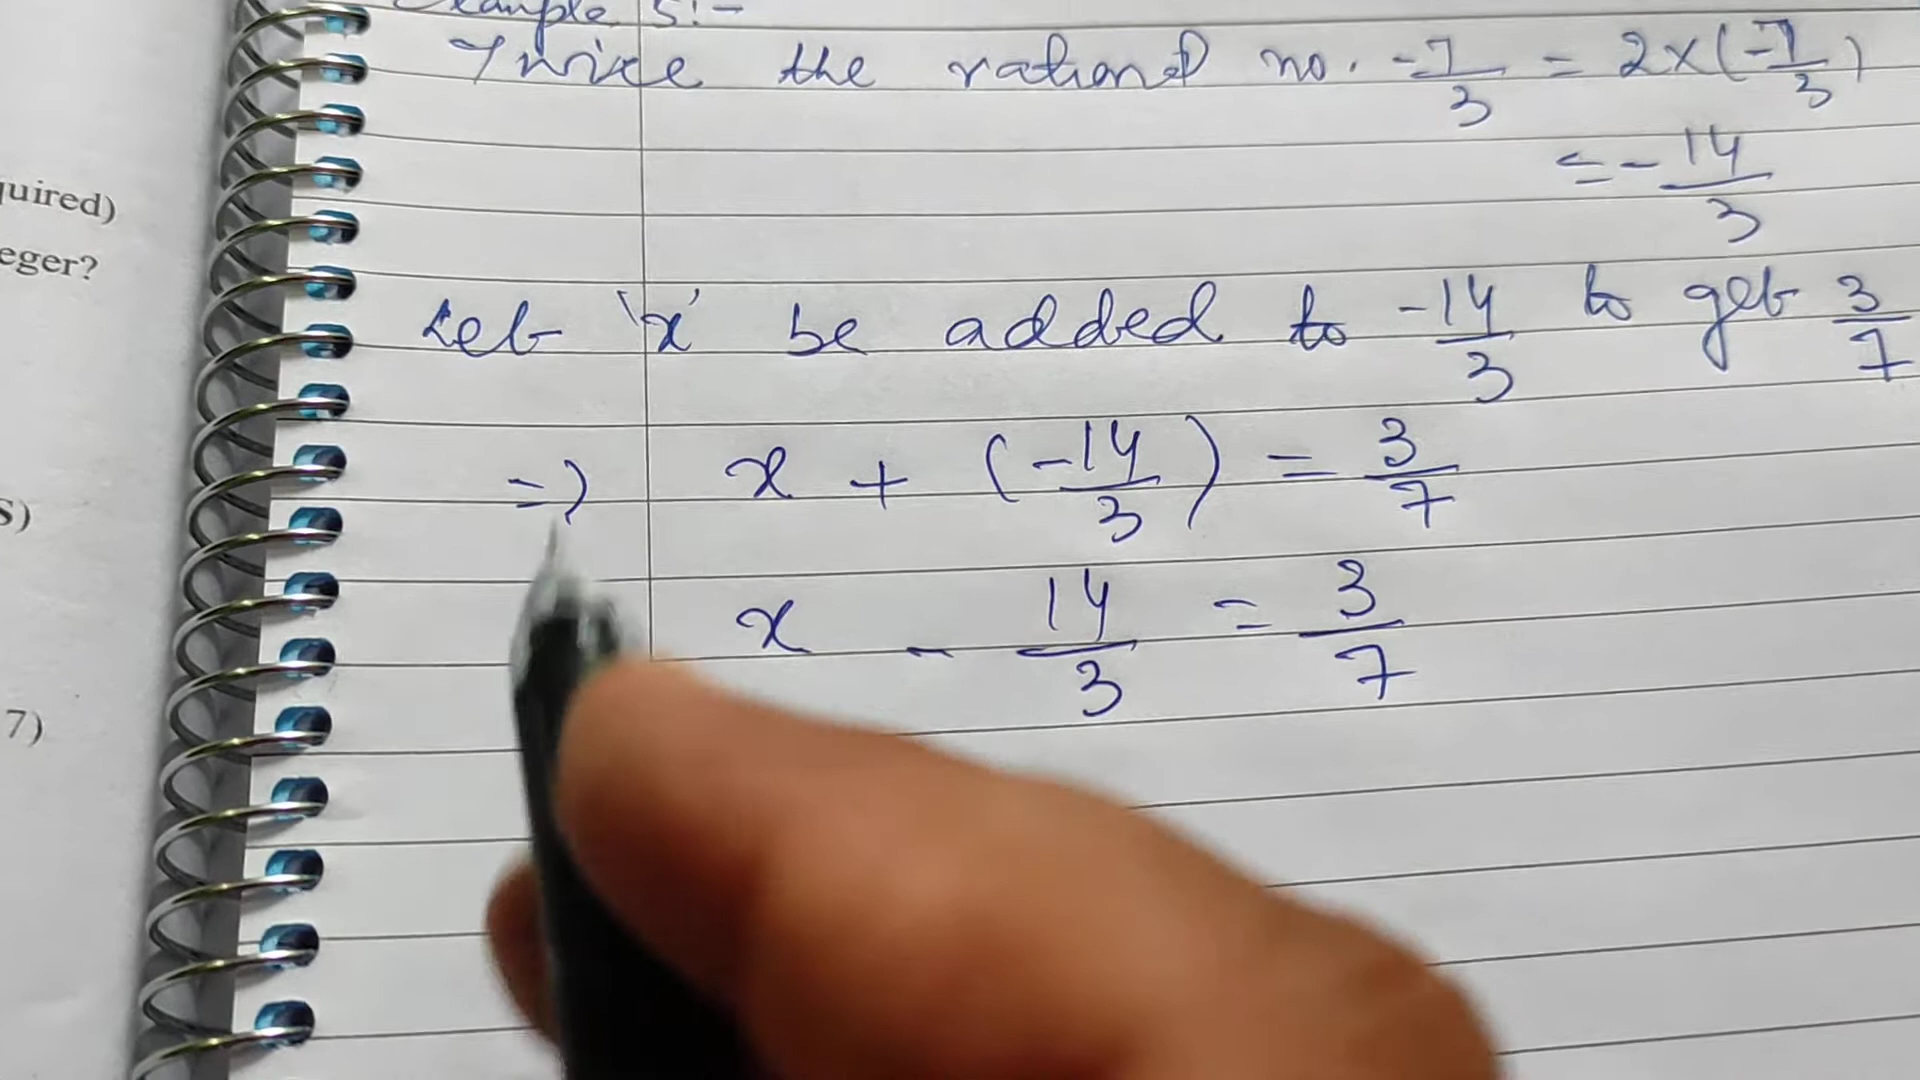 Example 5:-
Twice the rational no. -7/3 = 2x(-7/3)
= -14/3
Let 'x' be added to -14/3 to get 3/7
=) x + (-14/3) = 3/7
x - 14/3 = 3/7
quired)
eger?
S)
7)